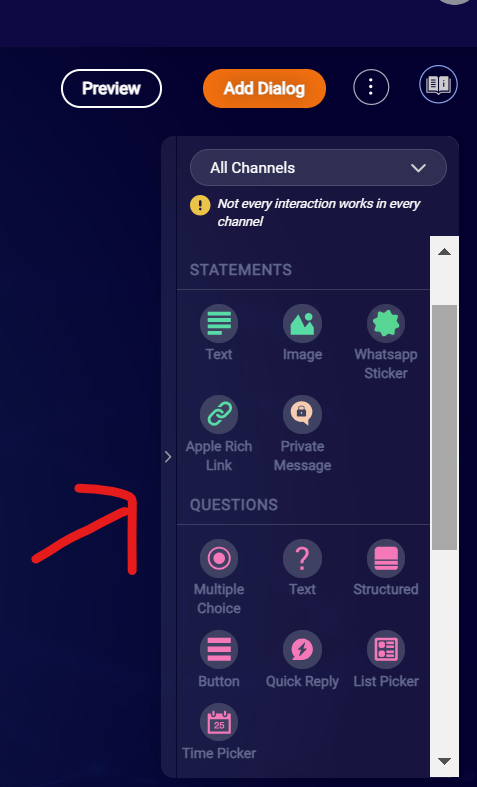 Preview
Add Dialog
All Channels
Not every interaction works in every
channel
STATEMENTS
Text
Image
Whatsapp
Sticker
Apple Rich
Link
Private
Message
QUESTIONS
Multiple
Choice
Text
Structured
Button
Quick Reply
List Picker
25
Time Picker